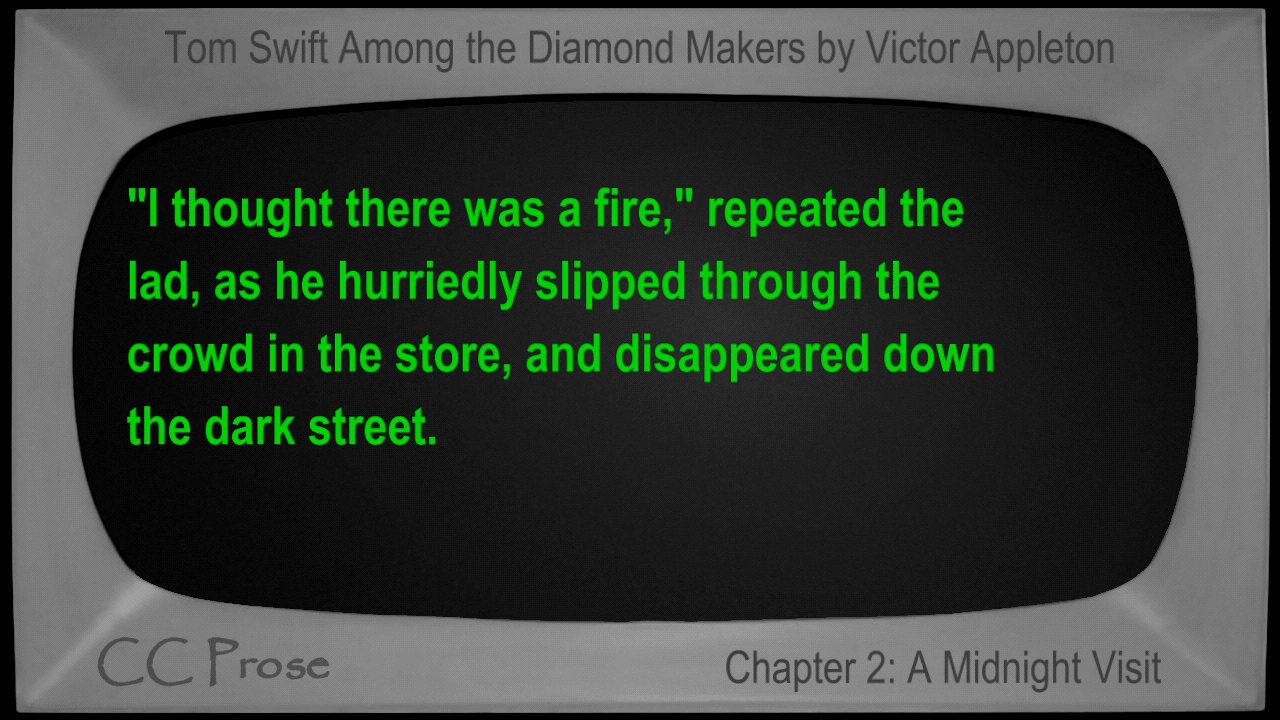 Tom Swift Among the Diamond Makers by Victor Appleton
"I thought there was a fire," repeated the
lad, as he hurriedly slipped through the
crowd in the store, and disappeared down
the dark street.
CC Prose
Chapter 2: A Midnight Visit